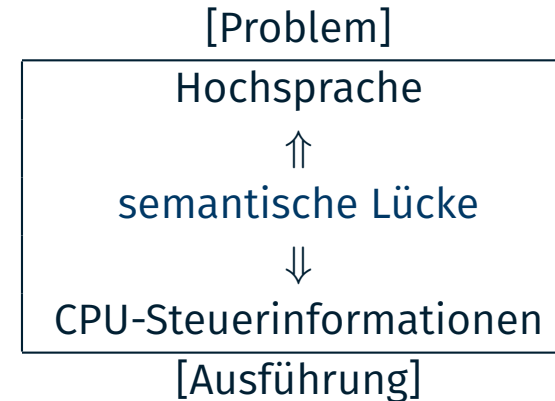 [Problem]
Hochsprache
⇑
semantische Lücke
⇓
CPU-Steuerinformationen
[Ausführung]